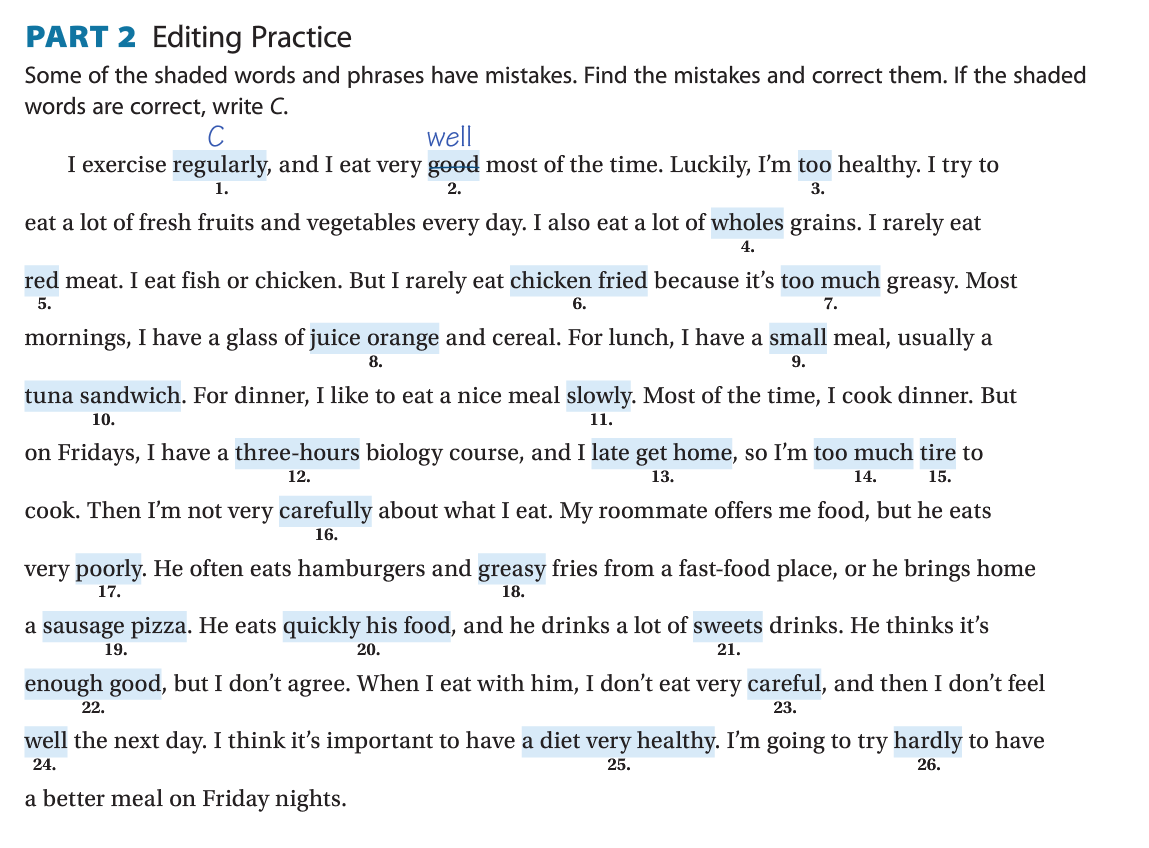 PART 2 Editing Practice
Some of the shaded words and phrases have mistakes. Find the mistakes and correct them. If the shaded
words are correct, write C.
C well
I exercise regularly, and I eat very good most of the time. Luckily, I'm too healthy. I try to
1. 2. 3.
eat a lot of fresh fruits and vegetables every day. I also eat a lot of wholes grains. I rarely eat
4.
red meat. I eat fish or chicken. But I rarely eat chicken fried because it's too much greasy. Most
5. 6. 7.
mornings, I have a glass of juice orange and cereal. For lunch, I have a small meal, usually a
8. 9.
tuna sandwich. For dinner, I like to eat a nice meal slowly. Most of the time, I cook dinner. But
10. 11.
on Fridays, I have a three-hours biology course, and I late get home, so I'm too much tire to
12. 13. 14. 15.
cook. Then I'm not very carefully about what I eat. My roommate offers me food, but he eats
16.
very poorly. He often eats hamburgers and greasy fries from a fast-food place, or he brings home
17. 18.
a sausage pizza. He eats quickly his food, and he drinks a lot of sweets drinks. He thinks it's
19. 20. 21.
enough good, but I don't agree. When I eat with him, I don't eat very careful, and then I don't feel
22. 23.
well the next day. I think it's important to have a diet very healthy. I'm going to try hardly to have
24. 25. 26.
a better meal on Friday nights.